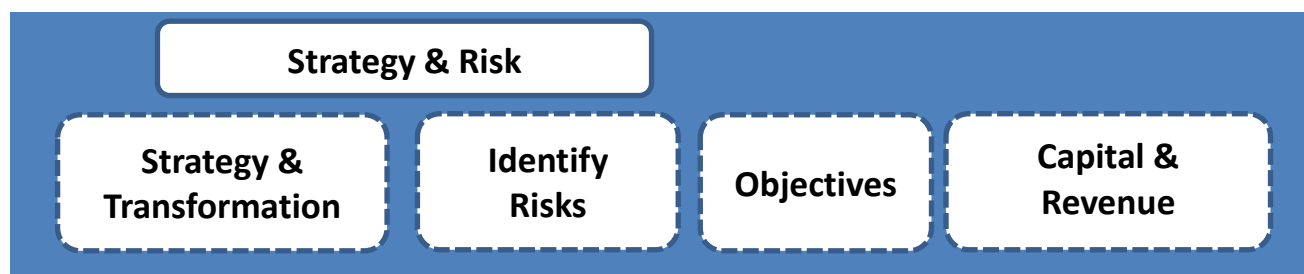 Strategy & Risk
Strategy &
Transformation
Identify
Risks
Objectives
Capital &
Revenue